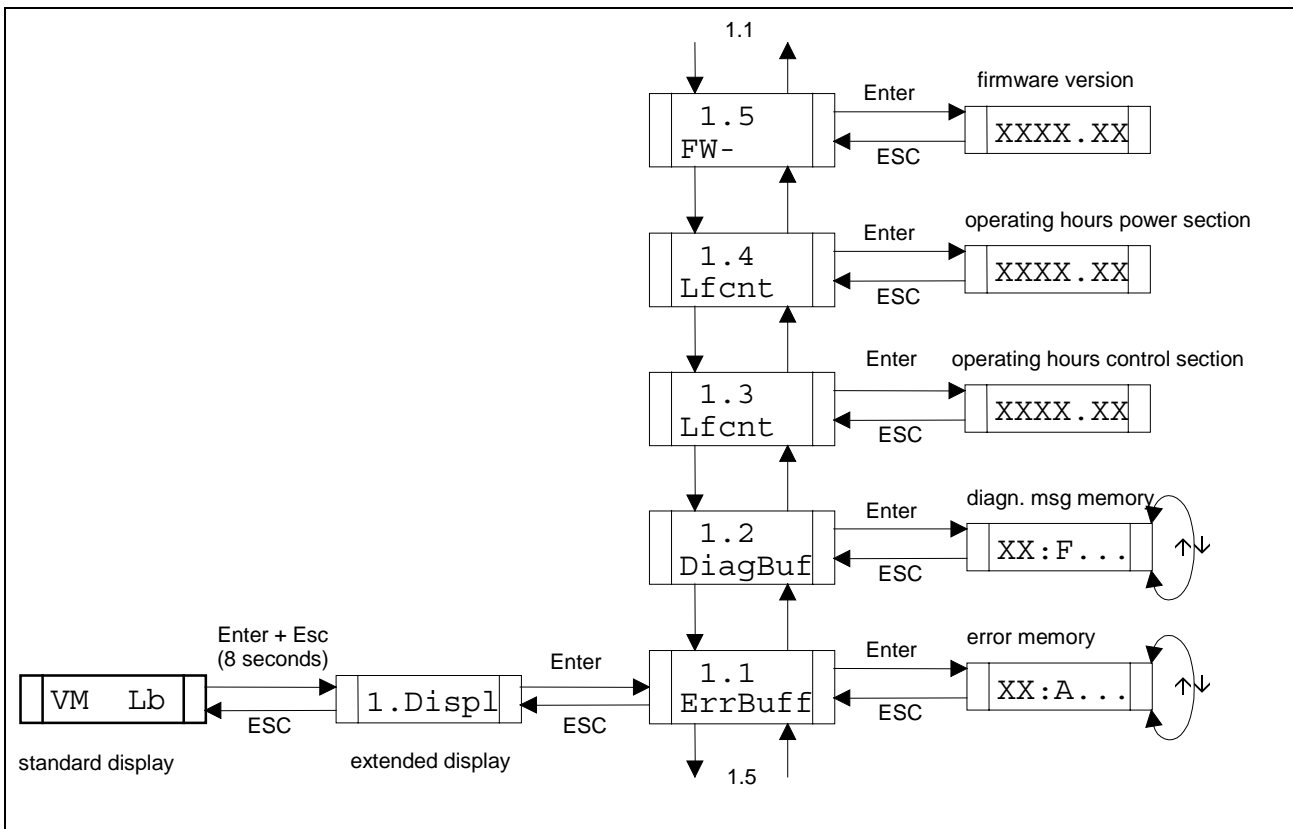 1.1
firmware version
Enter
1.5
FW-
XXXX.XX
ESC
operating hours power section
Enter
1.4
Lfcnt
XXXX.XX
ESC
operating hours control section
Enter
1.3
Lfcnt
XXXX.XX
ESC
diagn. msg memory
Enter
1.2
DiagBuf
XX:F...
↑↓
ESC
Enter + Esc
(8 seconds)
Enter
error memory
Enter
1.1
ErrBuff
XX:A...
↑↓
VM Lb
1.Displ
ESC
ESC
ESC
standard display
extended display
1.5